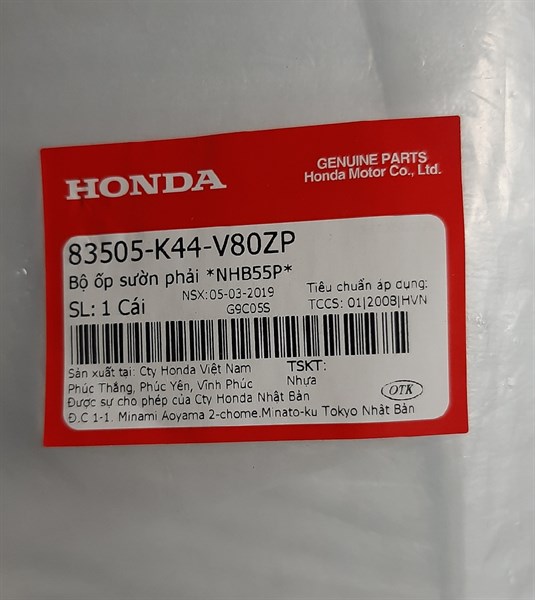 HONDA
GENUINE PARTS
Honda Motor Co., Ltd.
83505-K44-V80ZP
Bộ ốp sườn phải *NHB55P*
SL: 1 Cái
NSX:05-03-2019
G9C05S
Tiêu chuẩn áp dụng:
TCCS: 01|2008|HVN
Sản xuất tại: Cty Honda Việt Nam
Phúc Thắng, Phúc Yên, Vĩnh Phúc
TSKT:
Nhựa
Được sự cho phép của Cty Honda Nhật Bản
Đ.C 1-1. Minami Aoyama 2-chome.Minato-ku Tokyo Nhật Bản
OTK